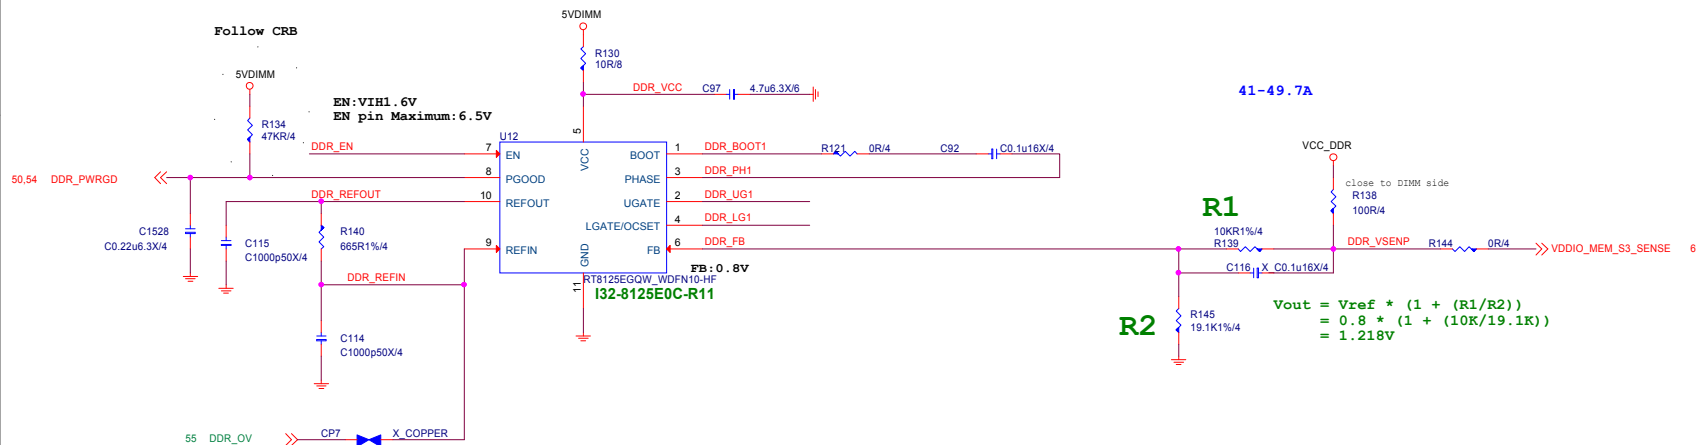 5VDIMM
Follow CRB
R130
10R/8
5VDIMM
DDR_VCC C97 4.7u6.3X/6
41-49.7A
EN:VIH1.6V
EN pin Maximum:6.5V
R134
47KR/4
5
U12
DDR_EN 7 EN VCC BOOT 1 DDR_BOOT1 R121 0R/4 C92 C0.1u16X/4
VCC_DDR
50,54 DDR_PWRGD 8 PGOOD PHASE 3 DDR_PH1
close to DIMM side
DDR_REFOUT 10 REFOUT UGATE 2 DDR_UG1
R138
100R/4
R1
LGATE/OCSET 4 DDR_LG1
C1528
C0.22u6.3X/4
C115
C1000p50X/4
R140
665R1%/4
10KR1%/4
9 REFIN GND FB 6 DDR_FB R139 DDR_VSENP R144 0R/4 VDDIO_MEM_S3_SENSE 6
FB:0.8V
C116 X_C0.1u16X/4
DDR_REFIN
11
RT8125EGQW_WDFN10-HF
I32-8125E0C-R11
Vout = Vref * (1 + (R1/R2))
= 0.8 * (1 + (10K/19.1K))
= 1.218V
R2
R145
19.1K1%/4
C114
C1000p50X/4
55 DDR_OV CP7 X_COPPER